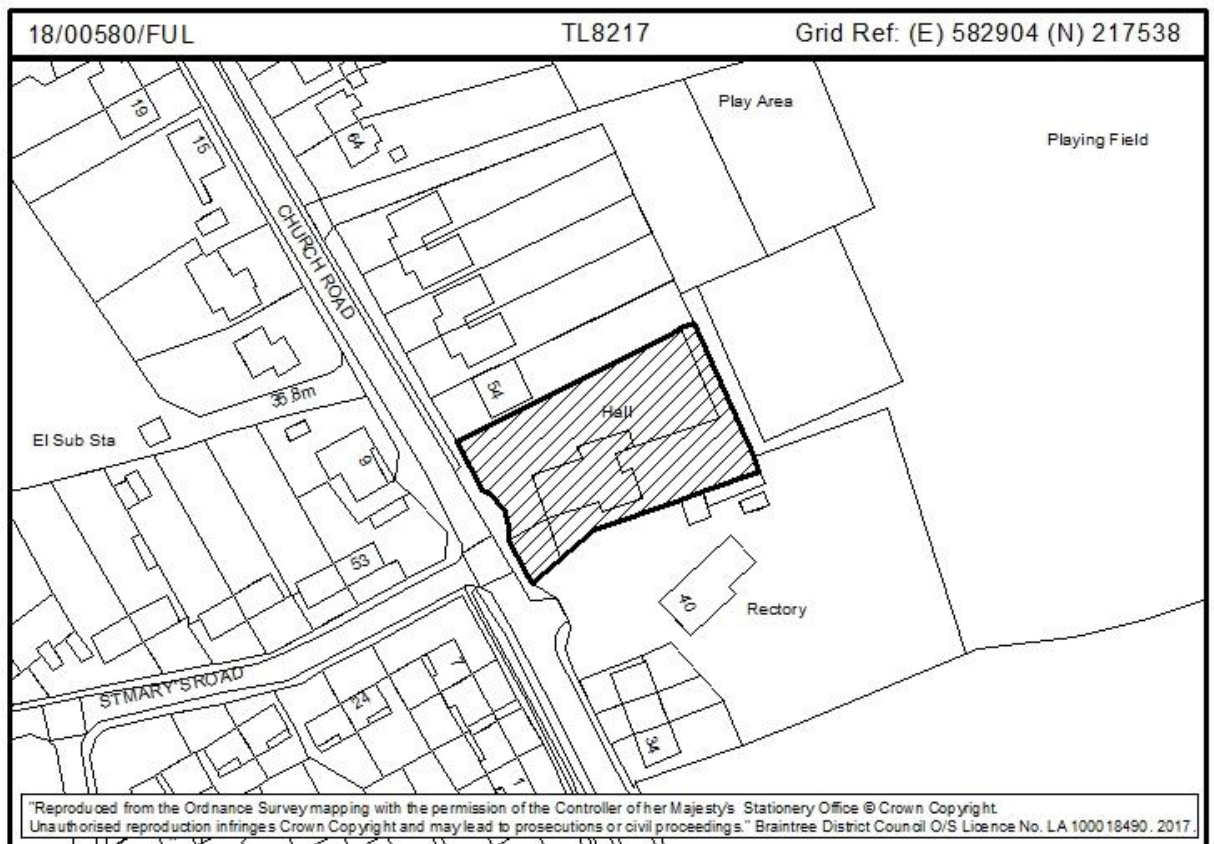 18/00580/FUL TL8217 Grid Ref: (E) 582904 (N) 217538
Play Area
Playing Field
19
15
64
CHURCH ROAD
54
Hall
35.8m
El Sub Sta
9
53
40
Rectory
ST MARY'S ROAD
24
7
34
1
"Reproduced from the Ordnance Survey mapping with the permission of the Controller of her Majesty's Stationery Office © Crown Copyright.
Unauthorised reproduction infringes Crown Copyright and may lead to prosecutions or civil proceedings." Braintree District Council O/S Licence No. LA 100018490. 2017.